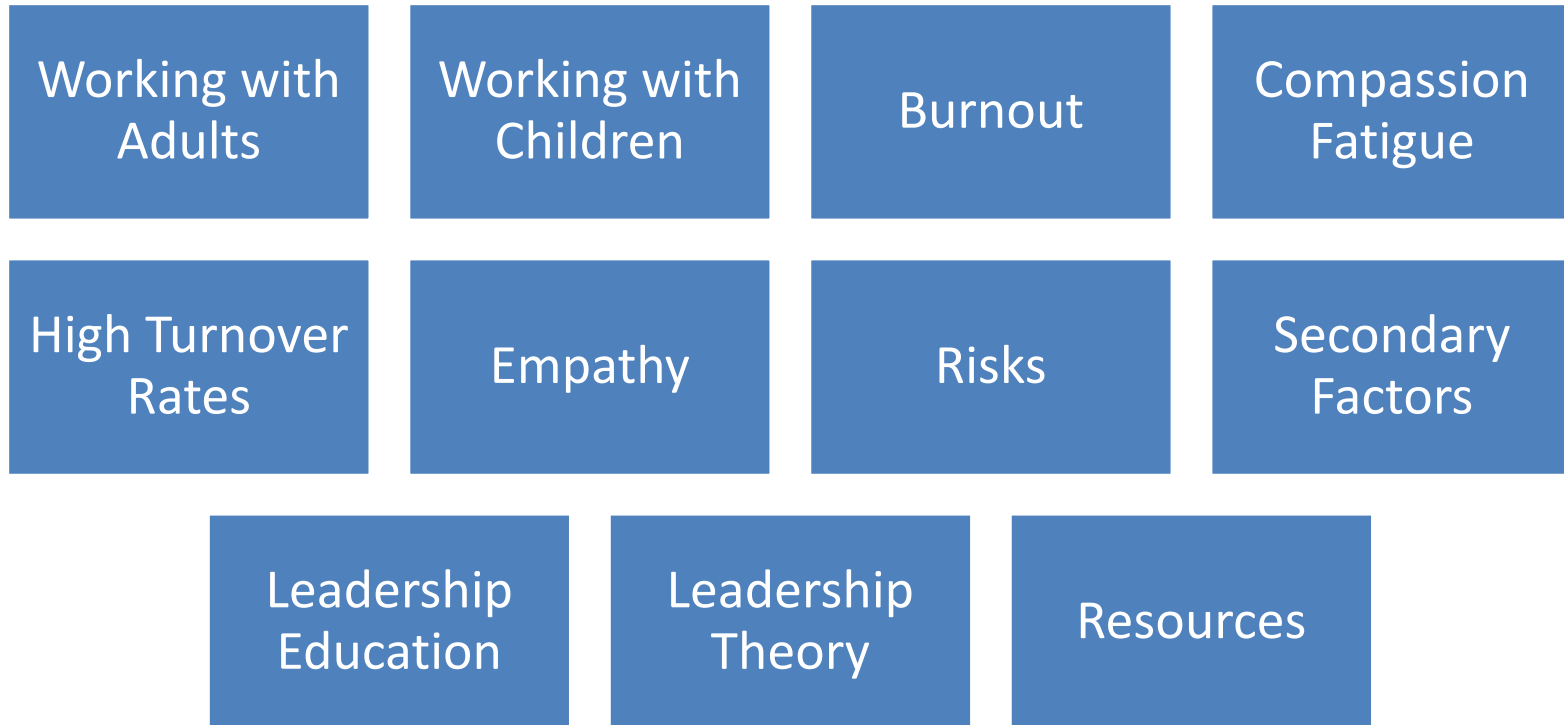 Working with
Adults
Working with
Children
Burnout
Compassion
Fatigue
High Turnover
Rates
Empathy
Risks
Secondary
Factors
Leadership
Education
Leadership
Theory
Resources